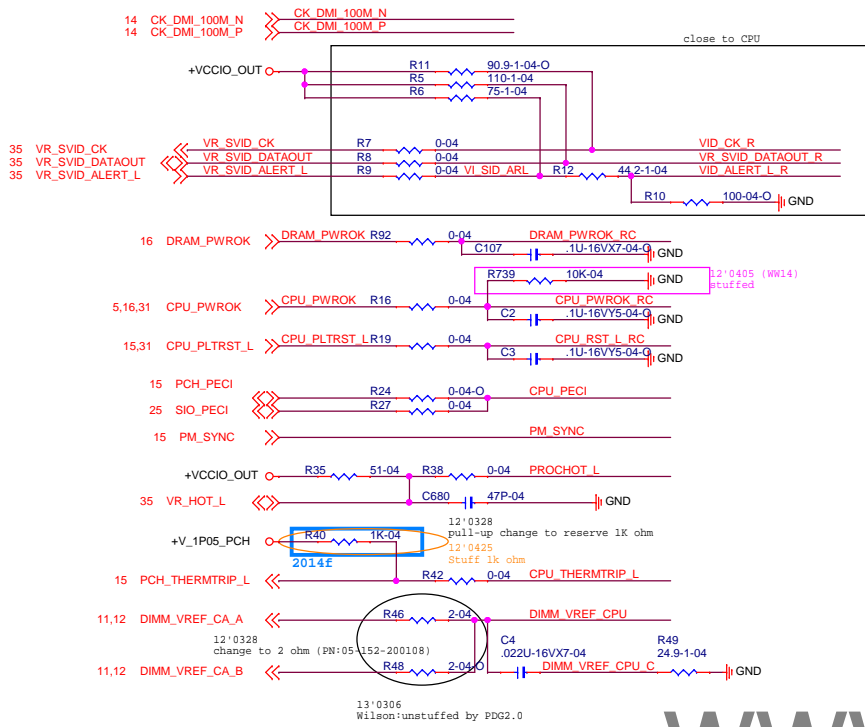 14 CK_DMI_100M_N CK_DMI_100M_N
14 CK_DMI_100M_P CK_DMI_100M_P
close to CPU
+VCCIO_OUT R11 90.9-1-04-O
R5 110-1-04
R6 75-1-04
35 VR_SVID_CK VR_SVID_CK R7 0-04 VID_CK_R
35 VR_SVID_DATAOUT VR_SVID_DATAOUT R8 0-04 VR_SVID_DATAOUT_R
35 VR_SVID_ALERT_L VR_SVID_ALERT_L R9 0-04 VI_SID_ARL R12 44.2-1-04 VID_ALERT_L_R
R10 100-04-O GND
16 DRAM_PWROK DRAM_PWROK R92 0-04 DRAM_PWROK_RC
C107 .1U-16VX7-04-O GND
R739 10K-04 GND 12'0405 (WW14)
stuffed
5,16,31 CPU_PWROK CPU_PWROK R16 0-04 CPU_PWROK_RC
C2 .1U-16VY5-04-O GND
15,31 CPU_PLTRST_L CPU_PLTRST_L R19 0-04 CPU_RST_L_RC
C3 .1U-16VY5-04-O GND
15 PCH_PECI R24 0-04-O CPU_PECI
25 SIO_PECI R27 0-04
15 PM_SYNC PM_SYNC
+VCCIO_OUT R35 51-04 R38 0-04 PROCHOT_L
35 VR_HOT_L C680 47P-04 GND
12'0328
pull-up change to reserve 1K ohm
+V_1P05_PCH R40 1K-04 12'0425
Stuff 1k ohm
2014f
15 PCH_THERMTRIP_L R42 0-04 CPU_THERMTRIP_L
11,12 DIMM_VREF_CA_A R46 2-04 DIMM_VREF_CPU
12'0328
change to 2 ohm (PN:05-152-200108)
C4 .022U-16VX7-04 R49 24.9-1-04
11,12 DIMM_VREF_CA_B R48 2-04-O DIMM_VREF_CPU_C GND
13'0306
Wilson:unstuffed by PDG2.0